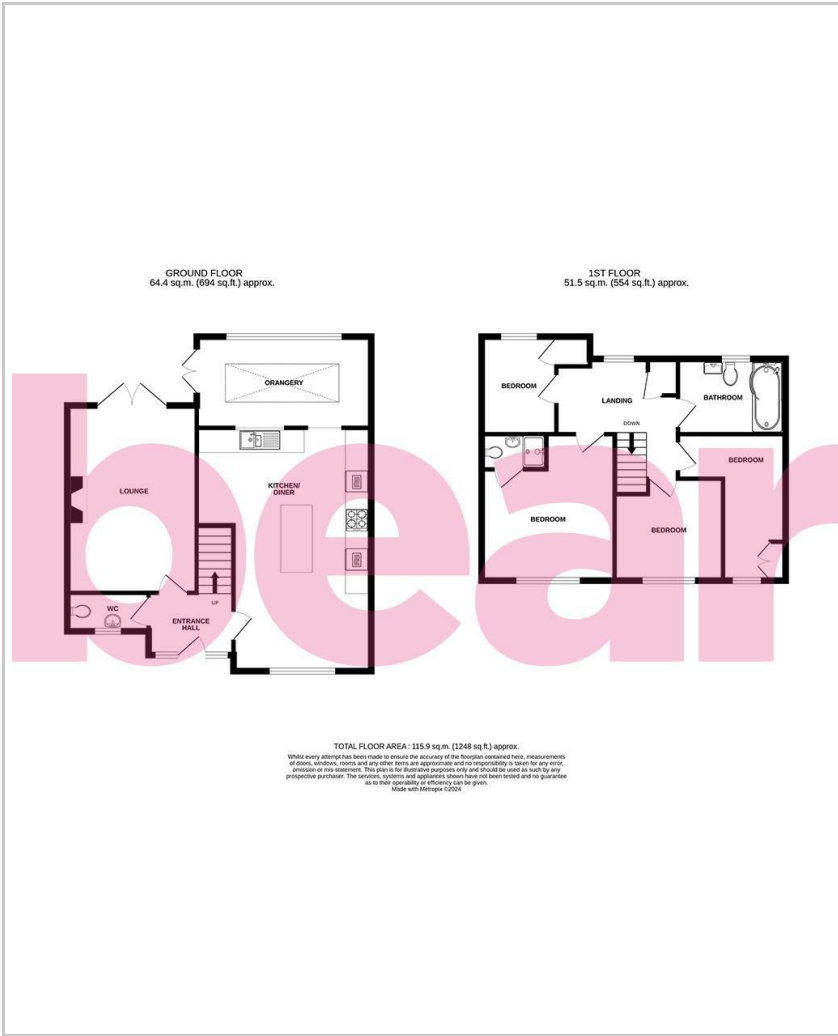 GROUND FLOOR
64.4 sq.m. (694 sq.ft.) approx.
1ST FLOOR
51.5 sq.m. (554 sq.ft.) approx.
ORANGERY
LOUNGE
KITCHEN/
DINER
UP
WC
ENTRANCE
HALL
BEDROOM
LANDING
DOWN
BATHROOM
BEDROOM
BEDROOM
BEDROOM
bear
TOTAL FLOOR AREA : 115.9 sq.m. (1248 sq.ft.) approx.
Whilst every attempt has been made to ensure the accuracy of the floorplan contained here, measurements
of doors, windows, rooms and any other items are approximate and no responsibility is taken for any error,
omission or mis-statement. This plan is for illustrative purposes only and should be used as such by any
prospective purchaser. The services, systems and appliances shown have not been tested and no guarantee
as to their operability or efficiency can be given.
Made with Metropix ©2024